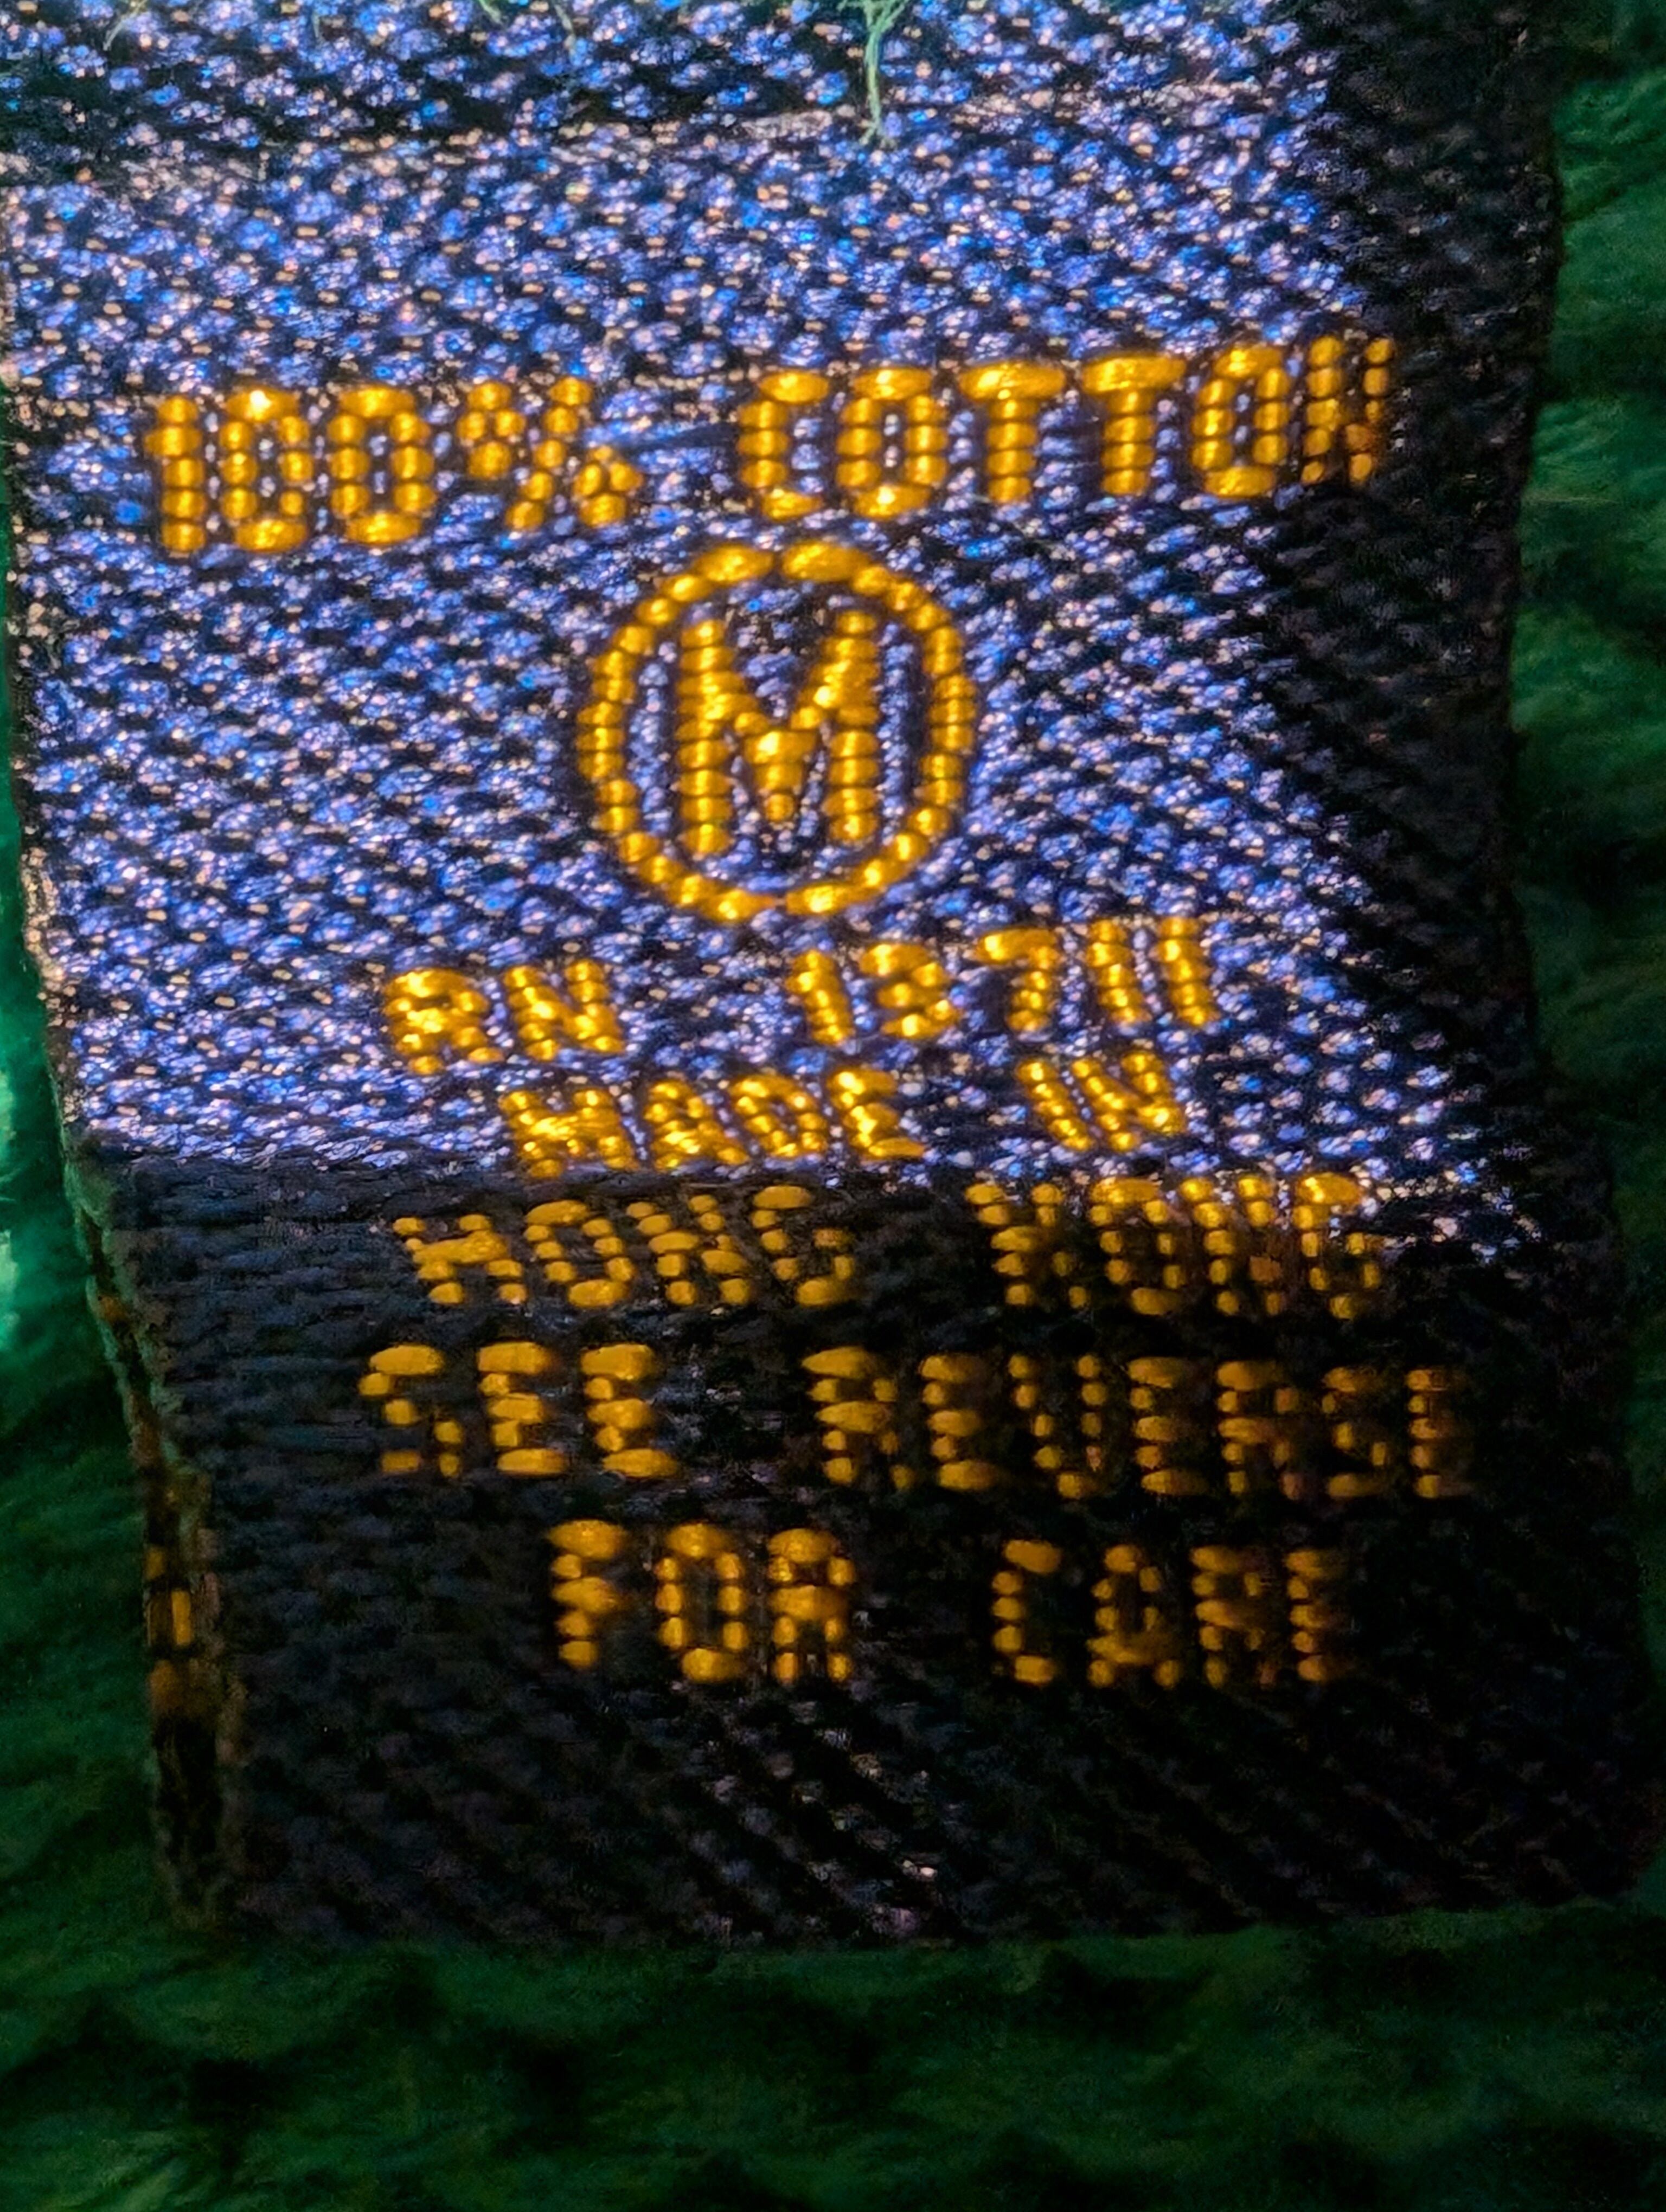 100% COTTON
M
RN 13711
MADE IN
HONG KONG
SEE REVERSE
FOR CARE